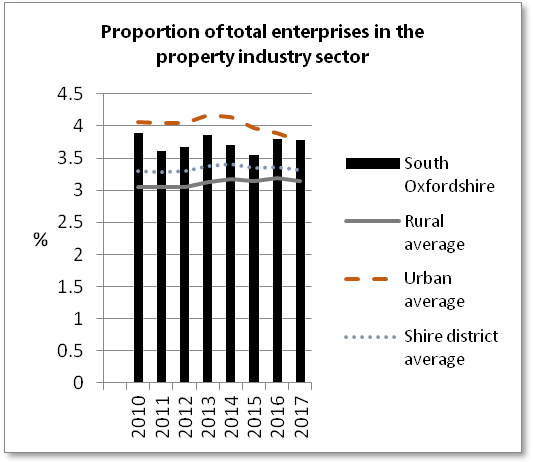 Proportion of total enterprises in the
property industry sector
4.5
4
3.5
3
2.5
2
1.5
1
0.5
0
%
2010
2011
2012
2013
2014
2015
2016
2017
South
Oxfordshire
Rural
average
Urban
average
Shire district
average